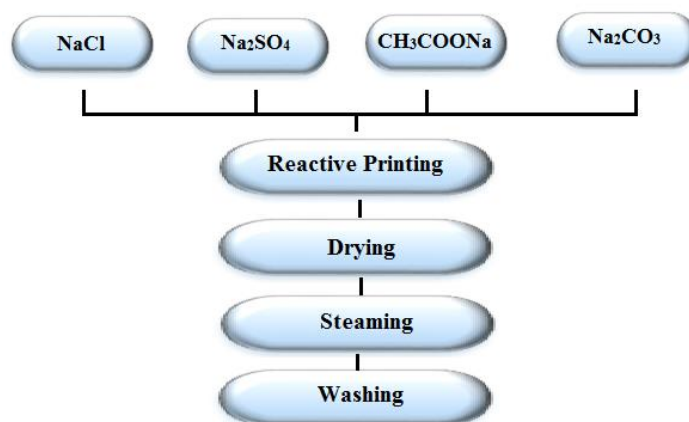 NaCl
Na₂SO₄
CH₃COONa
Na₂CO₃
Reactive Printing
Drying
Steaming
Washing